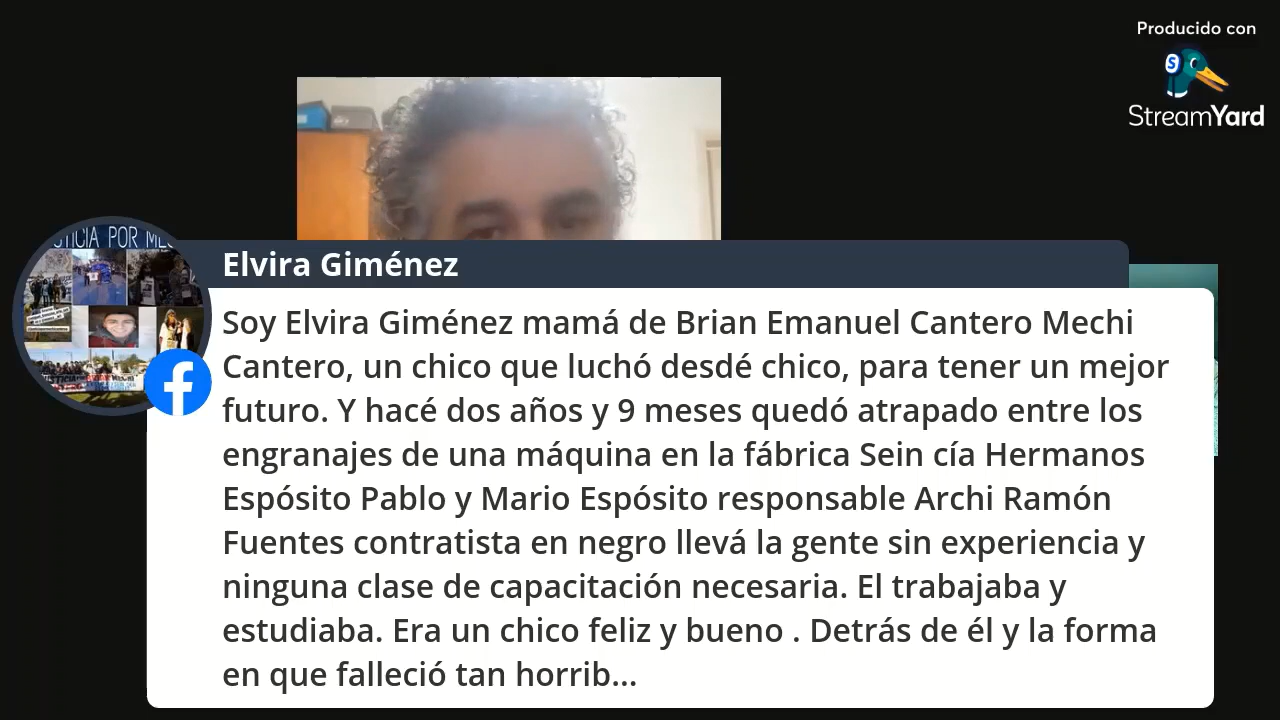 Producido con
StreamYard
JUSTICIA POR
Elvira Giménez
Soy Elvira Giménez mamá de Brian Emanuel Cantero Mechi
Cantero, un chico que luchó desdé chico, para tener un mejor
futuro. Y hacé dos años y 9 meses quedó atrapado entre los
engranajes de una máquina en la fábrica Sein cía Hermanos
Espósito Pablo y Mario Espósito responsable Archi Ramón
Fuentes contratista en negro llevá la gente sin experiencia y
ninguna clase de capacitación necesaria. El trabajaba y
estudiaba. Era un chico feliz y bueno . Detrás de él y la forma
en que falleció tan horrib...